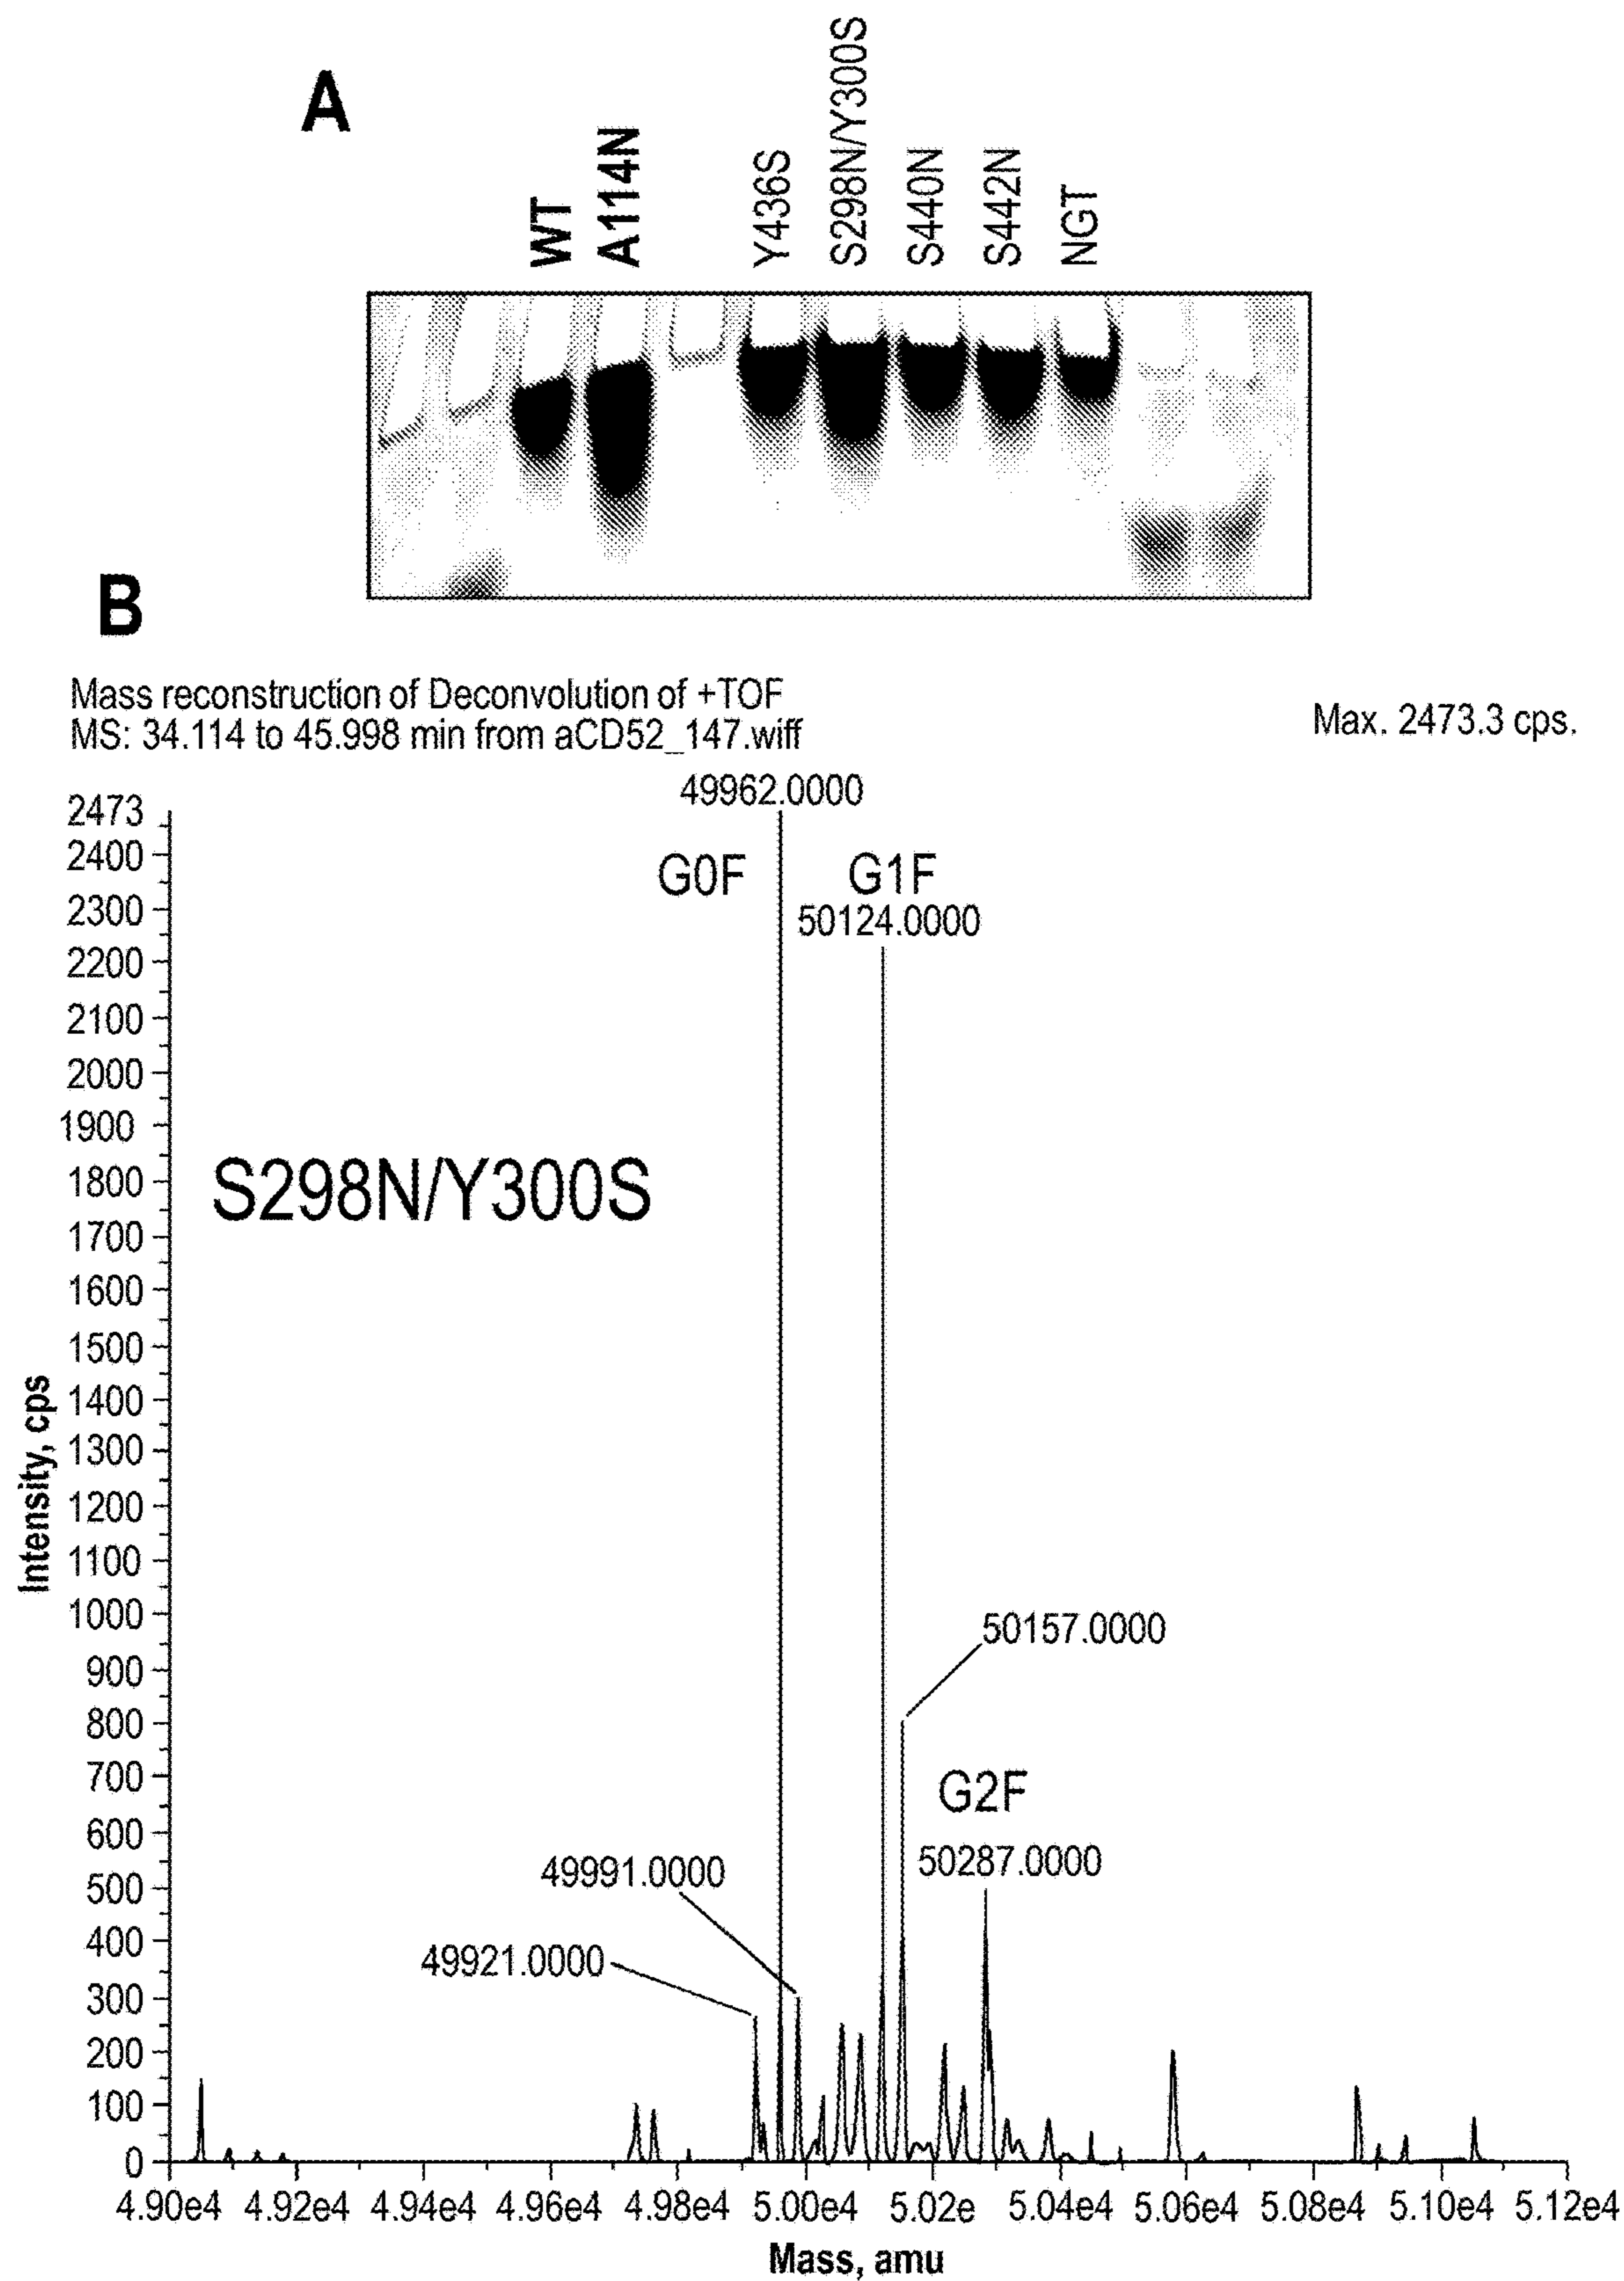 A
WT
A114N
Y436S
S298N/Y300S
S440N
S442N
NGT
B
Mass reconstruction of Deconvolution of +TOF
MS: 34.114 to 45.998 min from aCD52_147.wiff
Max. 2473.3 cps.
49962.0000
G0F
G1F
50124.0000
S298N/Y300S
50157.0000
G2F
50287.0000
49991.0000
49921.0000
Intensity, cps
2473
2400
2300
2200
2100
2000
1900
1800
1700
1600
1500
1400
1300
1200
1100
1000
900
800
700
600
500
400
300
200
100
0
4.90e4 4.92e4 4.94e4 4.96e4 4.98e4 5.00e4 5.02e 5.04e4 5.06e4 5.08e4 5.10e4 5.12e4
Mass, amu